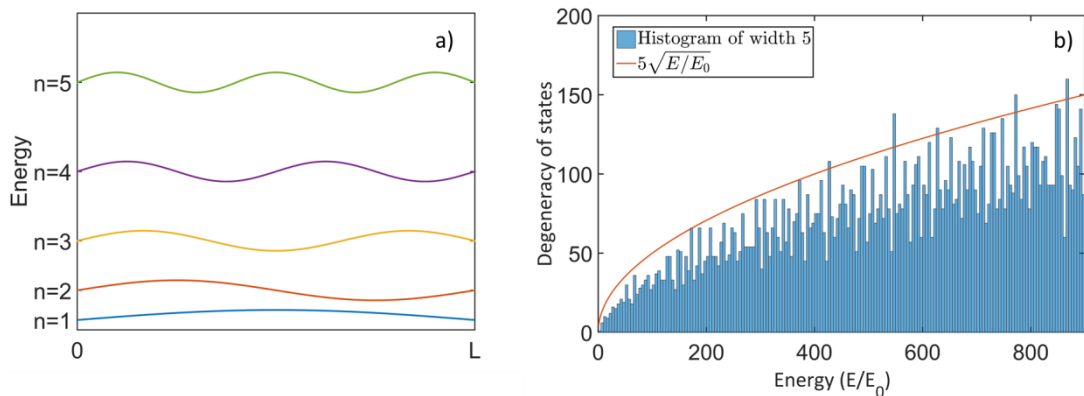 a)
n=5
n=4
n=3
n=2
n=1
Energy
0 L
b)
Histogram of width 5
5√E/E₀
200
150
100
50
0
0 200 400 600 800
Degeneracy of states
Energy (E/E₀)